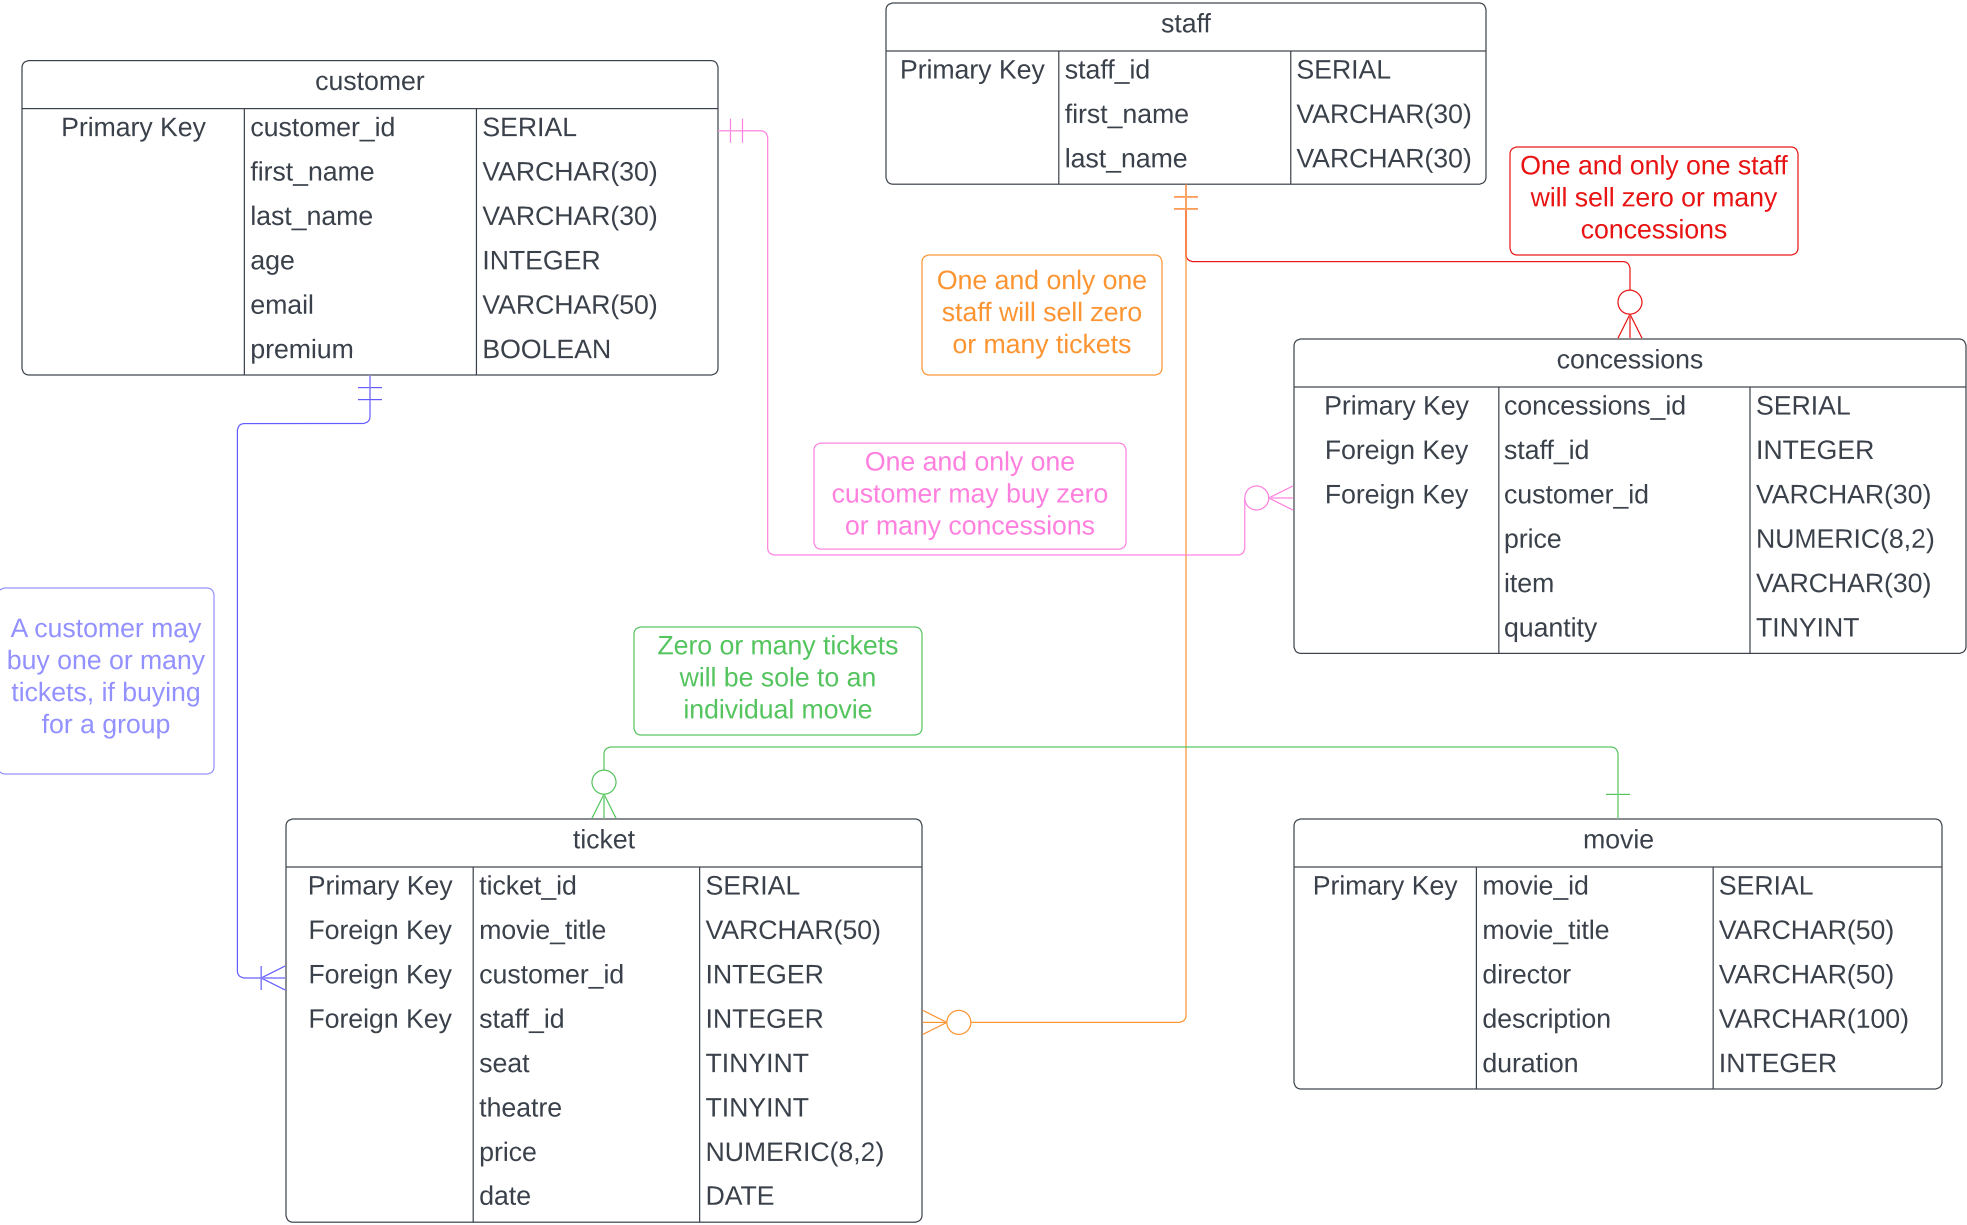 staff
Primary Key staff_id SERIAL
first_name VARCHAR(30)
last_name VARCHAR(30)
customer
Primary Key customer_id SERIAL
first_name VARCHAR(30)
last_name VARCHAR(30)
age INTEGER
email VARCHAR(50)
premium BOOLEAN
One and only one staff
will sell zero or many
concessions
One and only one
staff will sell zero
or many tickets
concessions
Primary Key concessions_id SERIAL
Foreign Key staff_id INTEGER
Foreign Key customer_id VARCHAR(30)
price NUMERIC(8,2)
item VARCHAR(30)
quantity TINYINT
One and only one
customer may buy zero
or many concessions
A customer may
buy one or many
tickets, if buying
for a group
Zero or many tickets
will be sole to an
individual movie
ticket
Primary Key ticket_id SERIAL
Foreign Key movie_title VARCHAR(50)
Foreign Key customer_id INTEGER
Foreign Key staff_id INTEGER
seat TINYINT
theatre TINYINT
price NUMERIC(8,2)
date DATE
movie
Primary Key movie_id SERIAL
movie_title VARCHAR(50)
director VARCHAR(50)
description VARCHAR(100)
duration INTEGER